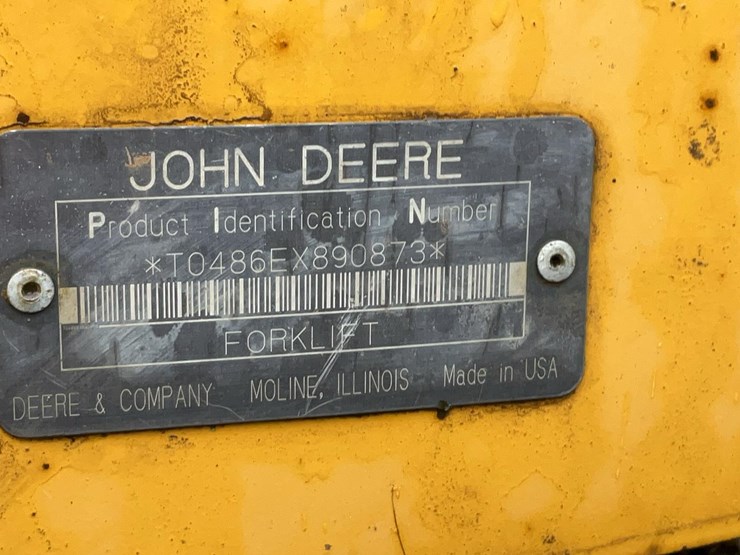 JOHN DEERE
Product Identification Number
*T0486EX890873*
FORKLIFT
DEERE & COMPANY MOLINE, ILLINOIS Made in USA